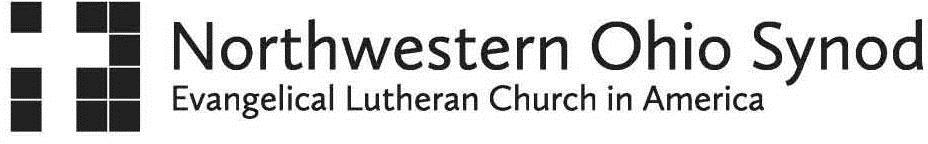 Northwestern Ohio Synod
Evangelical Lutheran Church in America